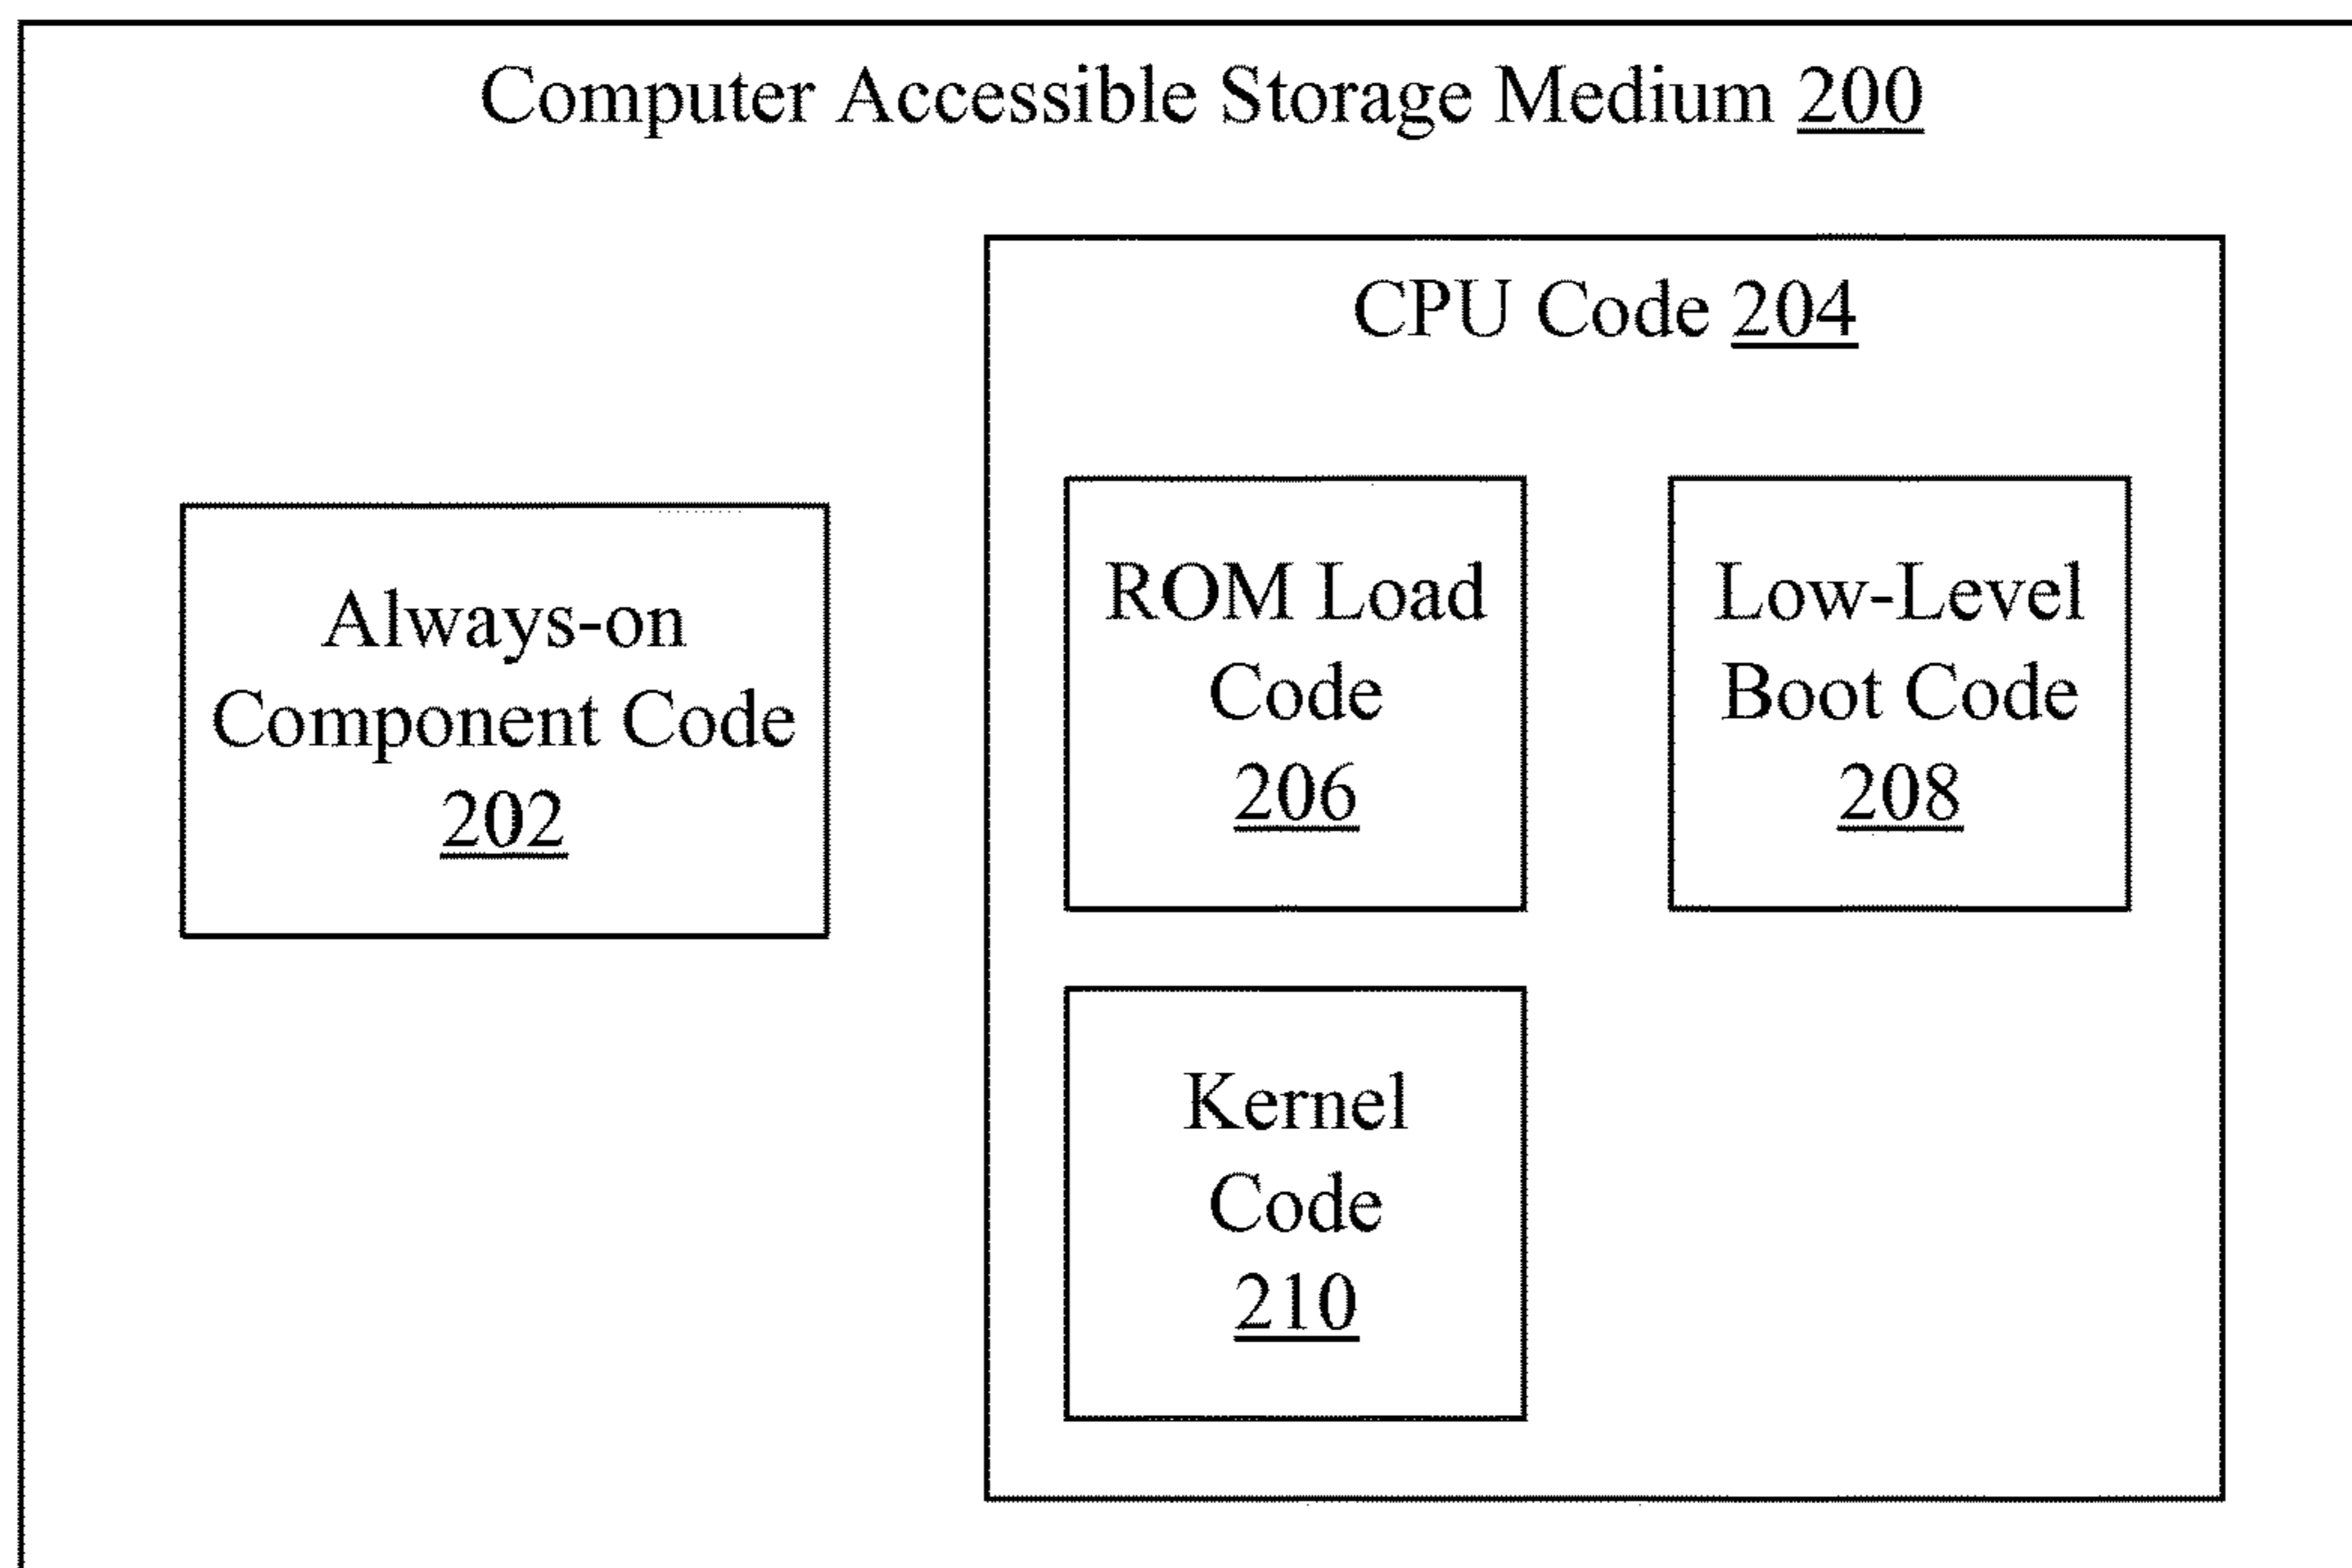 Computer Accessible Storage Medium 200
CPU Code 204
Always-on
Component Code
202
ROM Load
Code
206
Low-Level
Boot Code
208
Kernel
Code
210